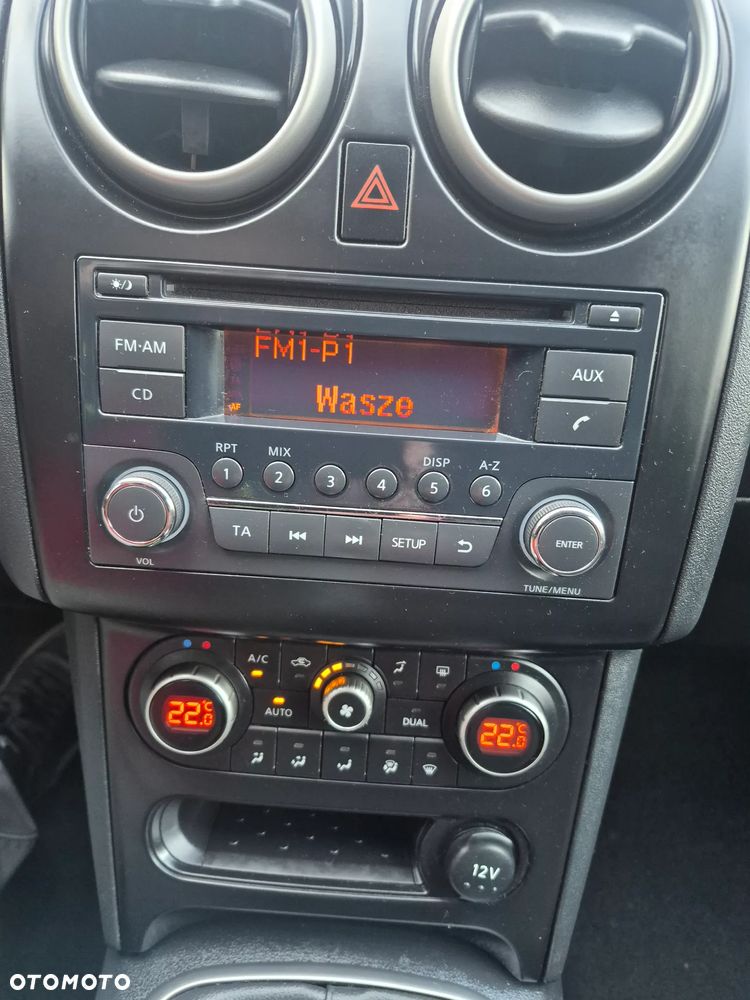 FM·AM
CD
FM1-P1
AF
Wasze
AUX
RPT
MIX
DISP
A-Z
1
2
3
4
5
6
TA
SETUP
ENTER
VOL
TUNE/MENU
A/C
AUTO
DUAL
22.0°C
22.0°C
12V
OTOMOTO